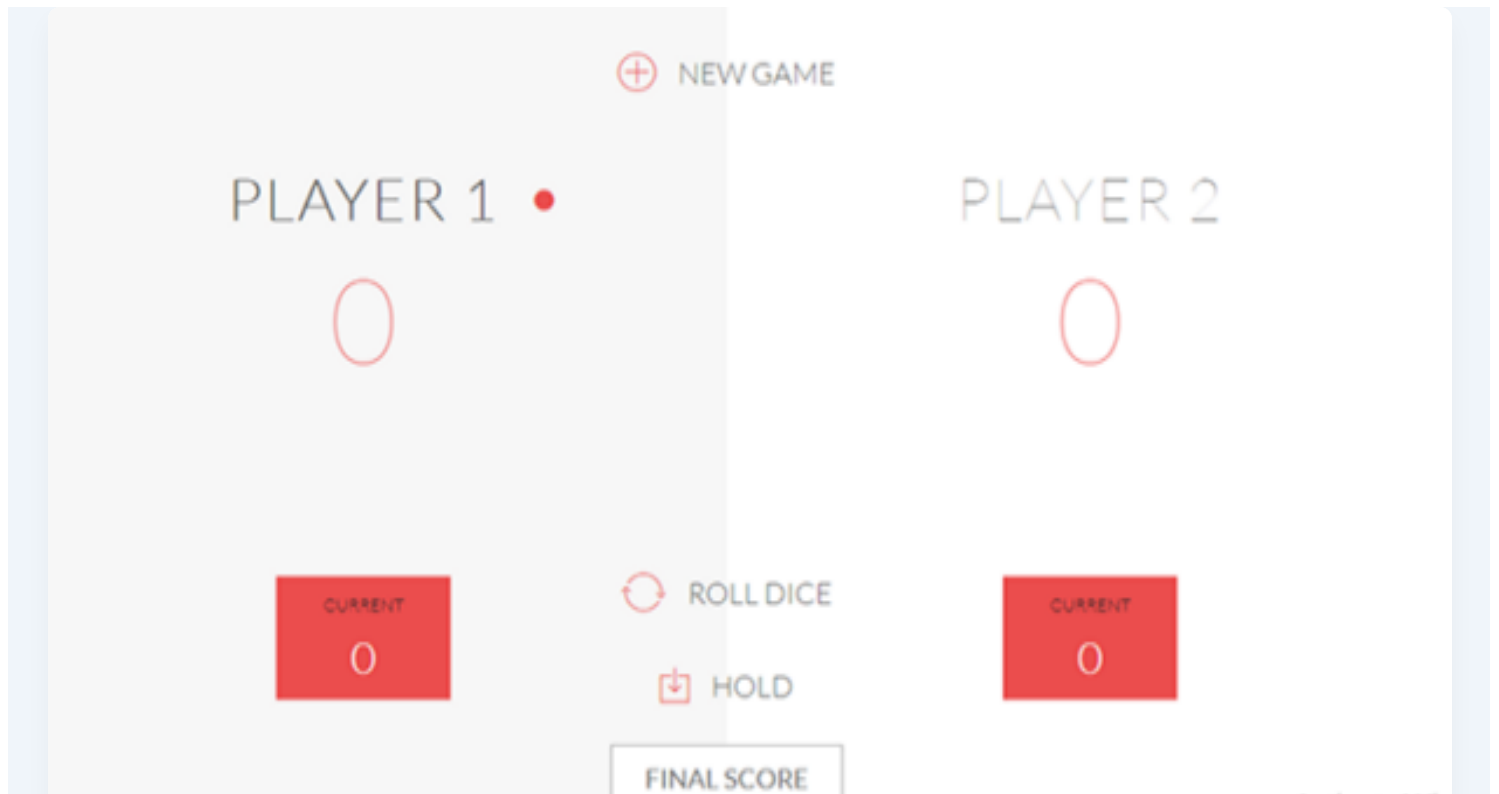 NEW GAME
PLAYER 1
PLAYER 2
0
0
CURRENT
0
ROLL DICE
CURRENT
0
HOLD
FINAL SCORE